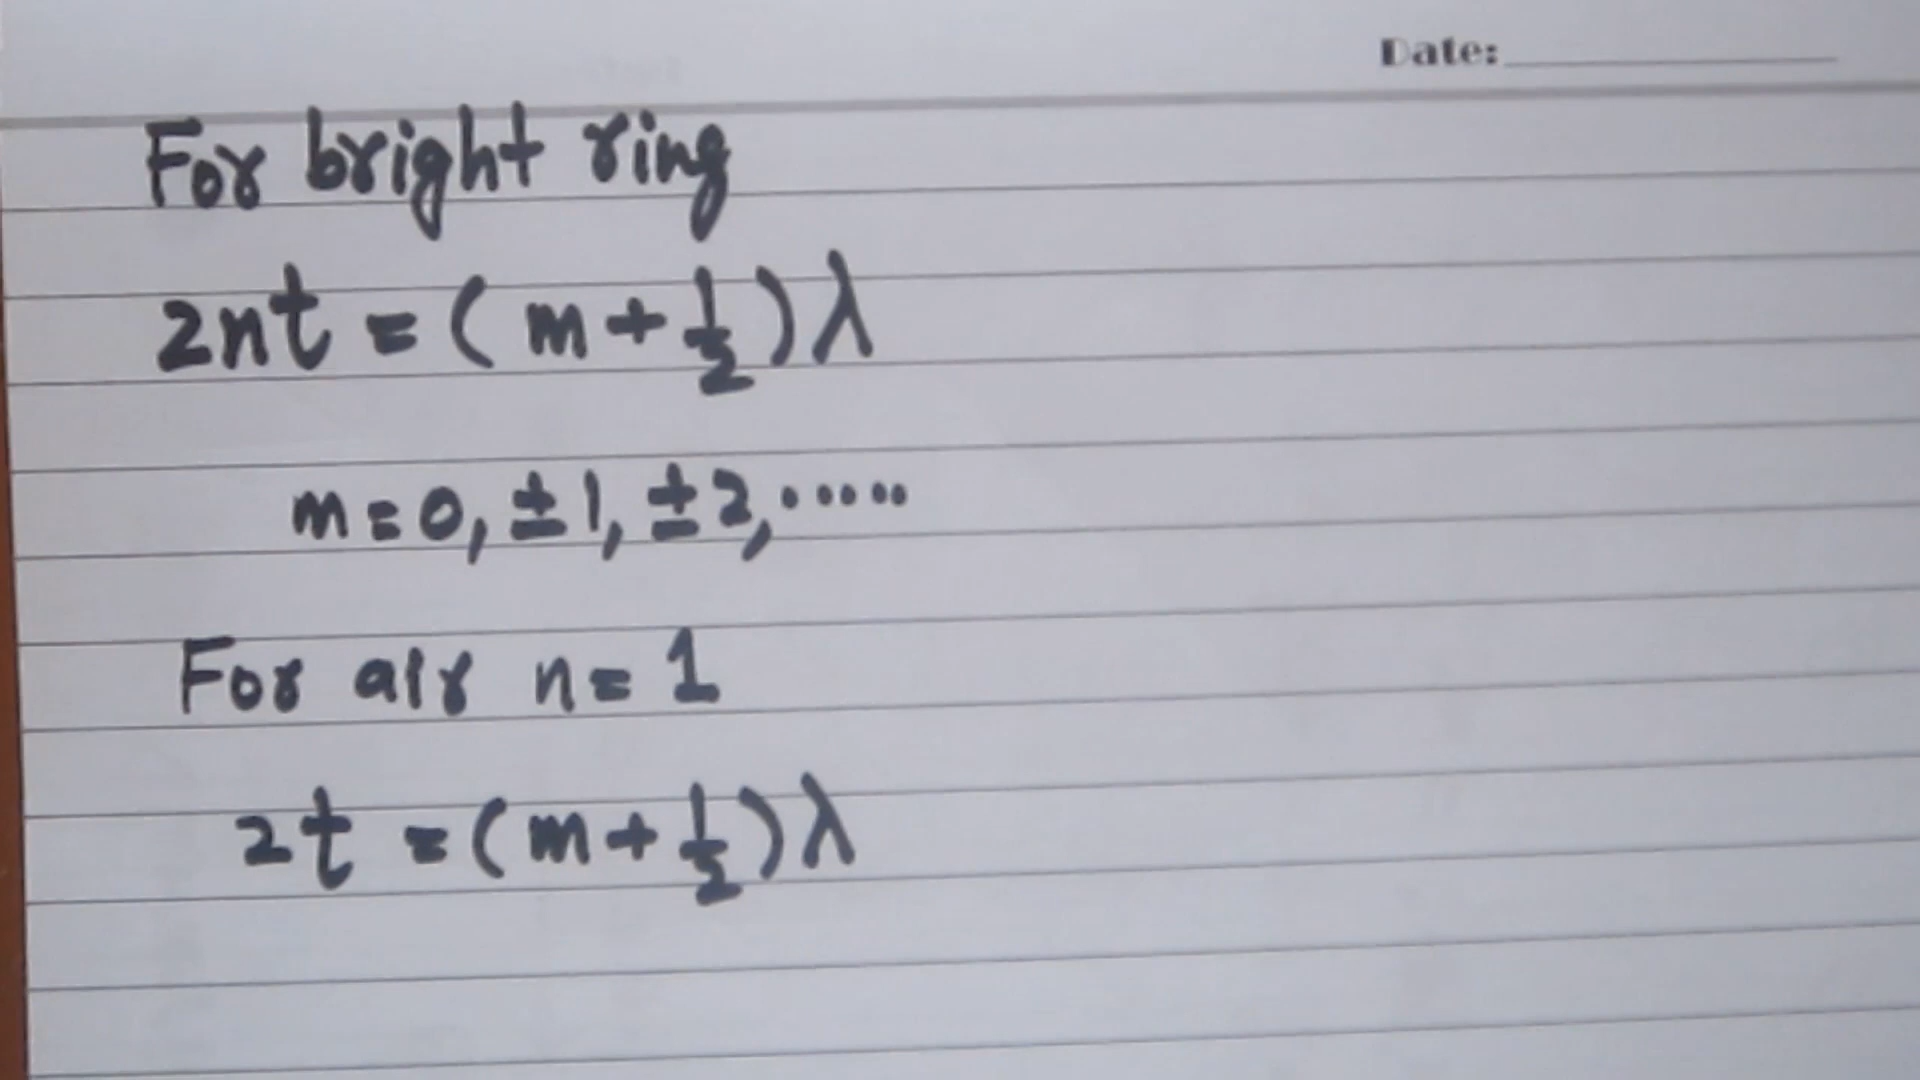 Date:
For bright ring
2nt = (m + 1/2)λ
m = 0, ±1, ±2, .....
For air n = 1
2t = (m + 1/2)λ